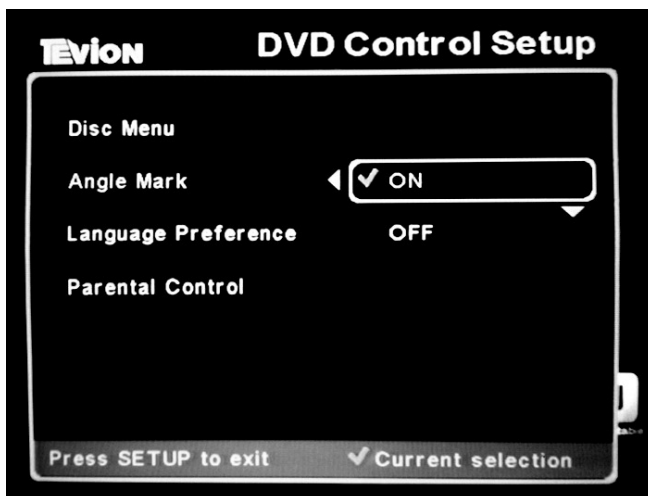 TEVION DVD Control Setup
Disc Menu
Angle Mark ON
Language Preference OFF
Parental Control
Press SETUP to exit Current selection